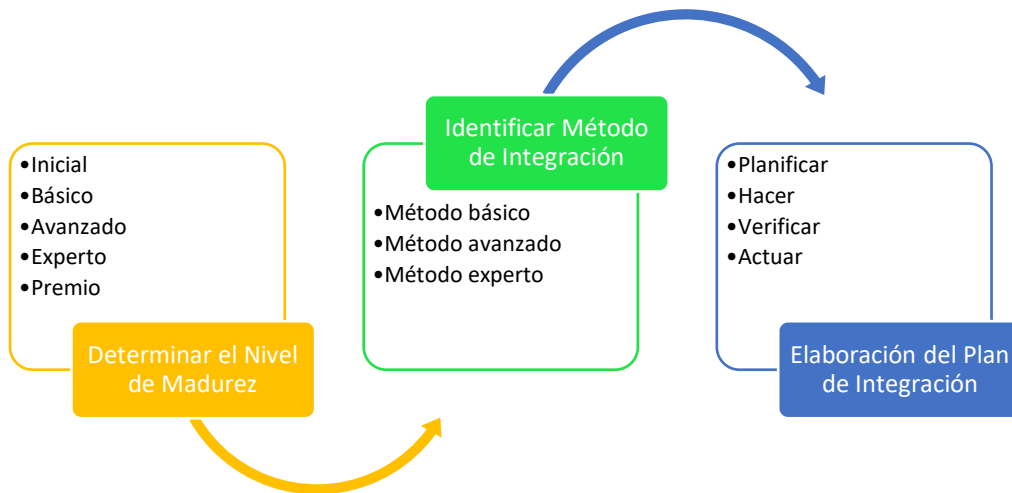 •Inicial
•Básico
•Avanzado
•Experto
•Premio
Determinar el Nivel
de Madurez
Identificar Método
de Integración
•Método básico
•Método avanzado
•Método experto
•Planificar
•Hacer
•Verificar
•Actuar
Elaboración del Plan
de Integración